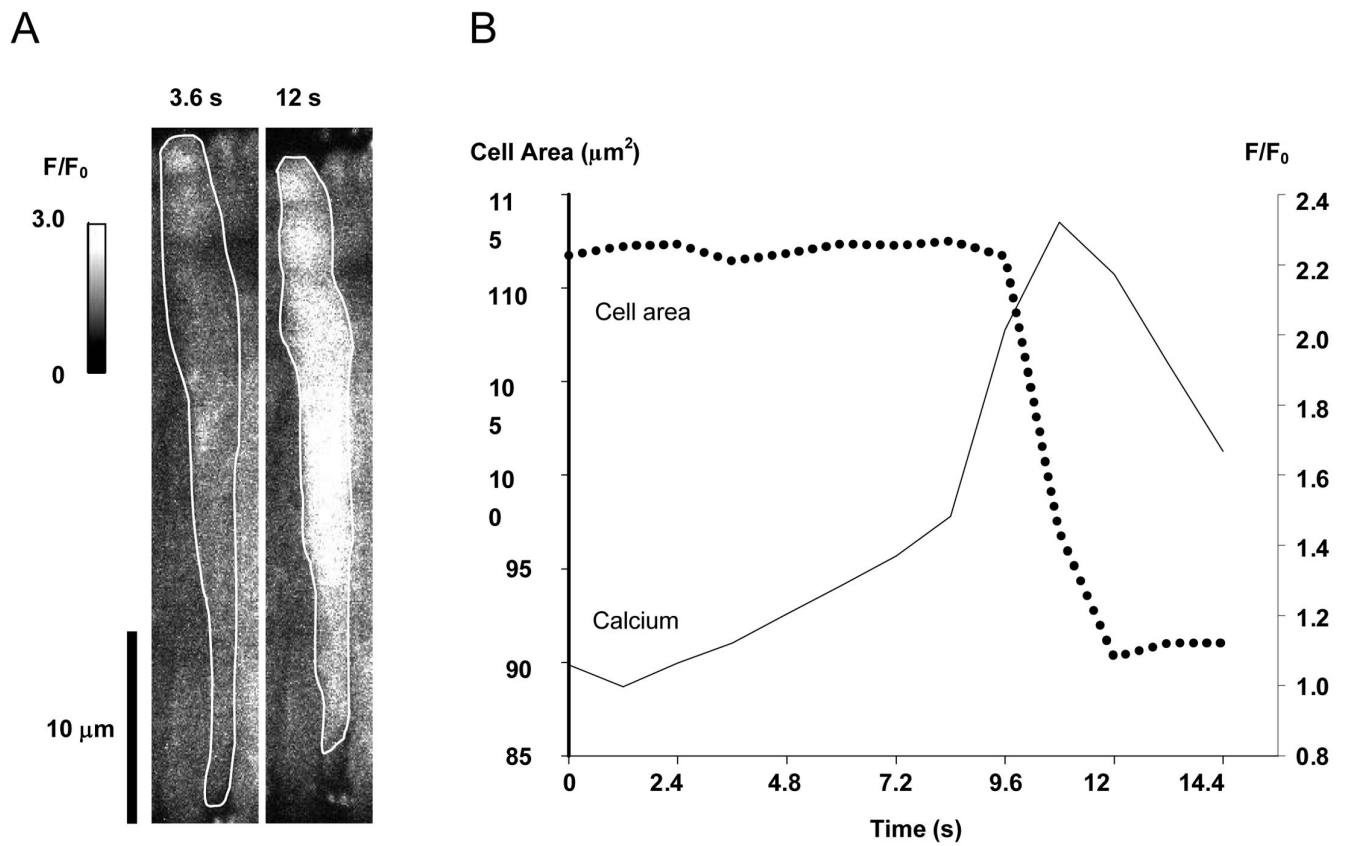 A
B
3.6 s
12 s
F/F0
3.0
0
10 μm
Cell Area (μm2)
F/F0
11
5
110
10
5
10
0
95
90
85
Cell area
Calcium
2.4
2.2
2.0
1.8
1.6
1.4
1.2
1.0
0.8
0 2.4 4.8 7.2 9.6 12 14.4
Time (s)